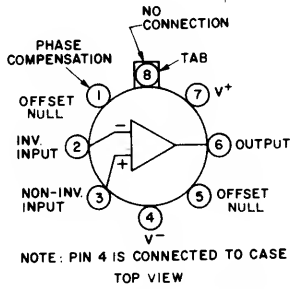 NO
CONNECTION
PHASE
COMPENSATION
TAB
8
OFFSET
NULL
1
7
V+
INV.
INPUT
2
−
6
OUTPUT
+
NON-INV.
INPUT
3
5
OFFSET
NULL
4
V−
NOTE: PIN 4 IS CONNECTED TO CASE
TOP VIEW